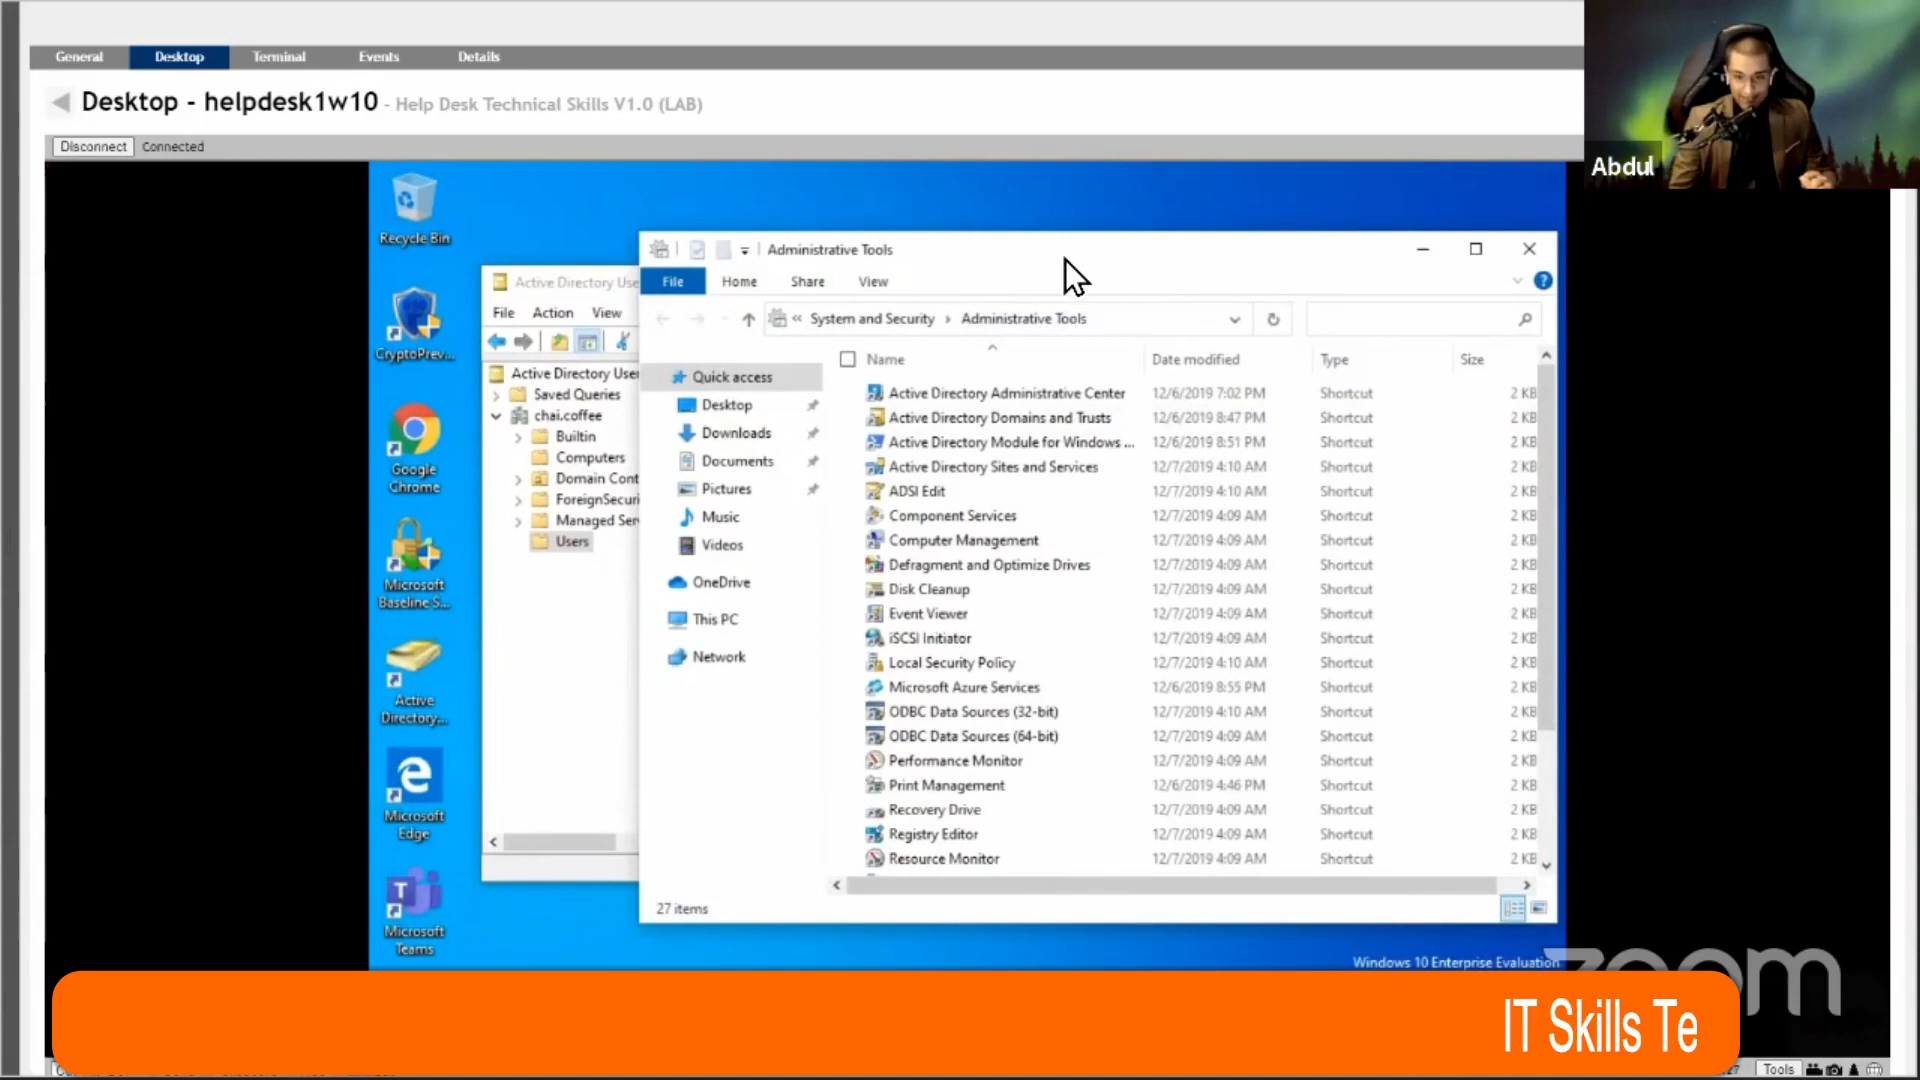 General Desktop Terminal Events Details
Desktop - helpdesk1w10 - Help Desk Technical Skills V1.0 (LAB)
Disconnect Connected
Abdul
Recycle Bin
CryptoPrev...
Google
Chrome
Microsoft
Baseline S...
Active
Directory...
Microsoft
Edge
Microsoft
Teams
Active Directory Use
File Action View
Active Directory User
Saved Queries
chai.coffee
Builtin
Computers
Domain Cont
ForeignSecuri
Managed Ser
Users
Administrative Tools
File Home Share View
« System and Security › Administrative Tools
Quick access
Desktop
Downloads
Documents
Pictures
Music
Videos
OneDrive
This PC
Network
Name Date modified Type Size
Active Directory Administrative Center 12/6/2019 7:02 PM Shortcut 2 KB
Active Directory Domains and Trusts 12/6/2019 8:47 PM Shortcut 2 KB
Active Directory Module for Windows ... 12/6/2019 8:51 PM Shortcut 2 KB
Active Directory Sites and Services 12/7/2019 4:10 AM Shortcut 2 KB
ADSI Edit 12/7/2019 4:10 AM Shortcut 2 KB
Component Services 12/7/2019 4:09 AM Shortcut 2 KB
Computer Management 12/7/2019 4:09 AM Shortcut 2 KB
Defragment and Optimize Drives 12/7/2019 4:09 AM Shortcut 2 KB
Disk Cleanup 12/7/2019 4:09 AM Shortcut 2 KB
Event Viewer 12/7/2019 4:09 AM Shortcut 2 KB
iSCSI Initiator 12/7/2019 4:09 AM Shortcut 2 KB
Local Security Policy 12/7/2019 4:10 AM Shortcut 2 KB
Microsoft Azure Services 12/6/2019 8:55 PM Shortcut 2 KB
ODBC Data Sources (32-bit) 12/7/2019 4:10 AM Shortcut 2 KB
ODBC Data Sources (64-bit) 12/7/2019 4:09 AM Shortcut 2 KB
Performance Monitor 12/7/2019 4:09 AM Shortcut 2 KB
Print Management 12/6/2019 4:46 PM Shortcut 2 KB
Recovery Drive 12/7/2019 4:09 AM Shortcut 2 KB
Registry Editor 12/7/2019 4:09 AM Shortcut 2 KB
Resource Monitor 12/7/2019 4:09 AM Shortcut 2 KB
27 items
Windows 10 Enterprise Evaluation
zoom
IT Skills Te
Tools